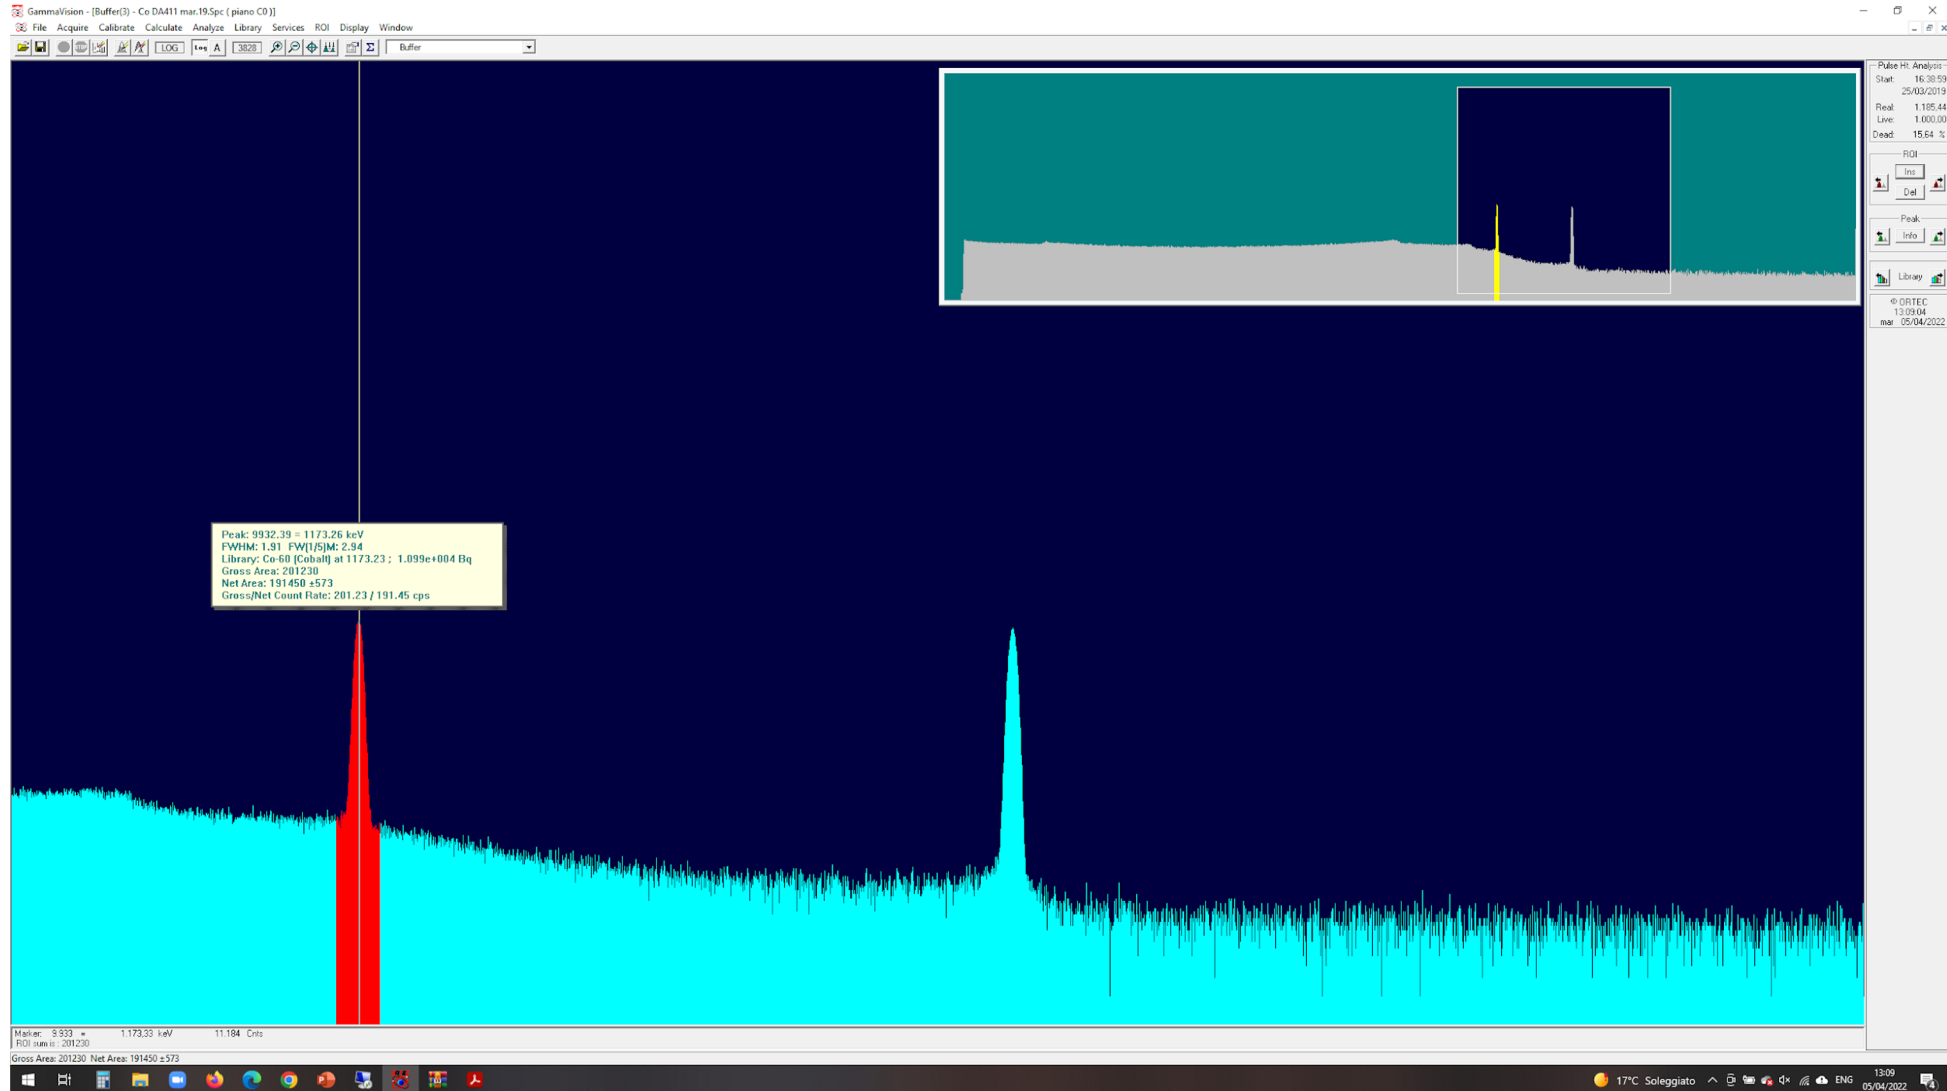 GammaVision - [Buffer(3) - Co DA411 mar.19.Spc ( piano C0 )]
File Acquire Calibrate Calculate Analyze Library Services ROI Display Window
LOG Log A 3828 Σ Buffer
Pulse Ht. Analysis
Start: 16:38:59
25/03/2019
Real: 1.185,44
Live: 1.000,00
Dead: 15,64 %
ROI
Ins
Del
Peak
Info
Library
© ORTEC
13:09:04
mar 05/04/2022
Peak: 9932.39 = 1173.26 keV
FWHM: 1.91 FW(1/5)M: 2.94
Library: Co-60 (Cobalt) at 1173.23 ; 1.099e+004 Bq
Gross Area: 201230
Net Area: 191450 ±573
Gross/Net Count Rate: 201.23 / 191.45 cps
Marker: 9.933 = 1.173,33 keV 11.184 Cnts
ROI sum is : 201230
Gross Area: 201230 Net Area: 191450 ±573
17°C Soleggiato ENG 13:09
05/04/2022
4